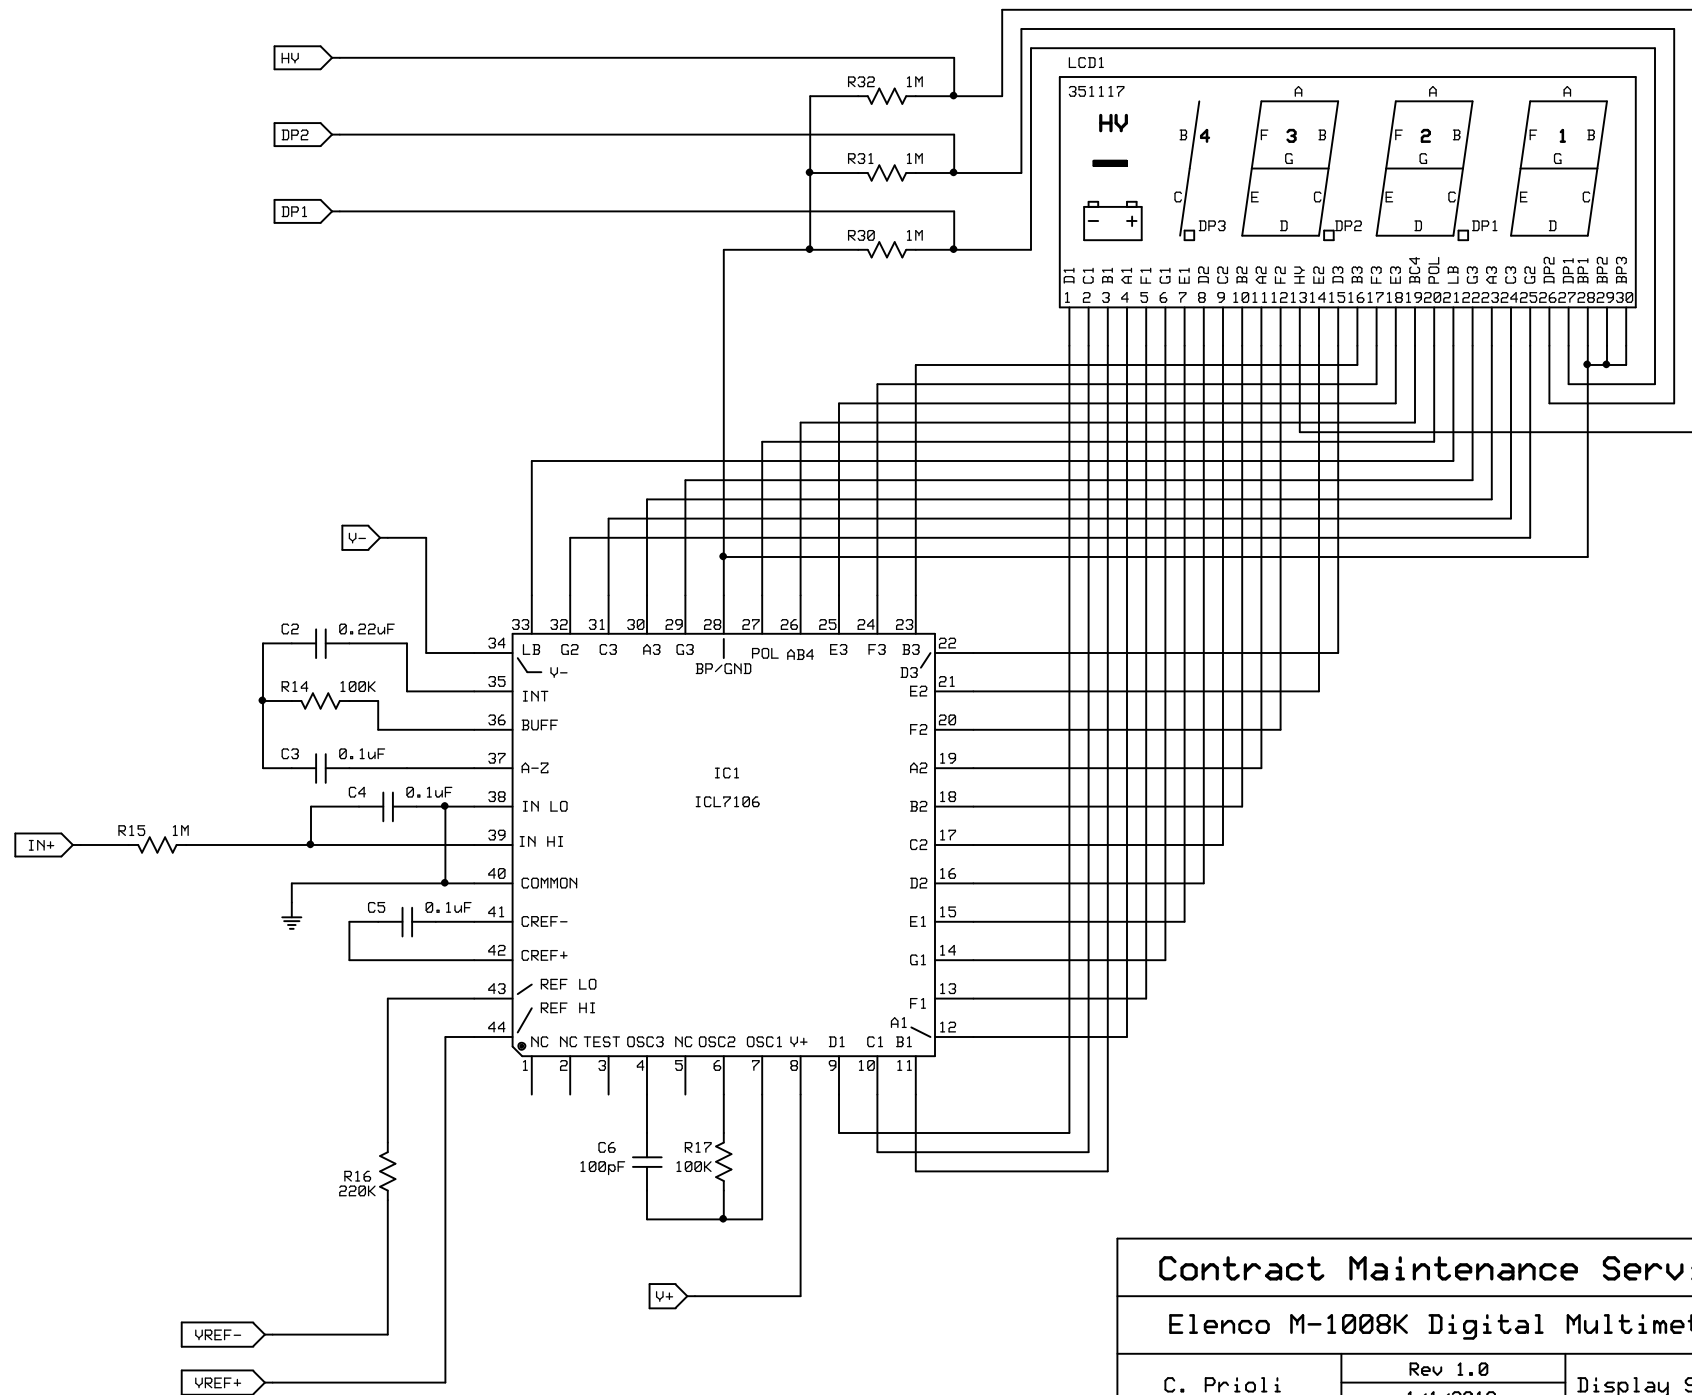 HV
DP2
DP1
R32 1M
R31 1M
R30 1M
LCD1
351117
HV
- +
B 4 C
DP3
A
F 3 B
G
E C
D
DP2
A
F 2 B
G
E C
D
DP1
A
F 1 B
G
E C
D
D1 C1 B1 A1 F1 G1 E1 D2 C2 B2 A2 F2 HV E2 D3 B3 F3 E3 BC4 POL LB G3 A3 C3 G2 DP2 DP1 BP1 BP2 BP3
1 2 3 4 5 6 7 8 9 10 11 12 13 14 15 16 17 18 19 20 21 22 23 24 25 26 27 28 29 30
V-
33 32 31 30 29 28 27 26 25 24 23
LB G2 C3 A3 G3 BP/GND POL AB4 E3 F3 B3
34 V-
35 INT
36 BUFF
37 A-Z
38 IN LO
39 IN HI
40 COMMON
41 CREF-
42 CREF+
43 REF LO
44 REF HI
C2 0.22uF
R14 100K
C3 0.1uF
C4 0.1uF
IN+
R15 1M
C5 0.1uF
IC1
ICL7106
D3 22
E2 21
F2 20
A2 19
B2 18
C2 17
D2 16
E1 15
G1 14
F1 13
A1 12
NC NC TEST OSC3 NC OSC2 OSC1 V+ D1 C1 B1
1 2 3 4 5 6 7 8 9 10 11
C6
100pF
R17
100K
R16
220K
V+
VREF-
VREF+
Contract Maintenance Serv
Elenco M-1008K Digital Multimet
C. Prioli
Rev 1.0
Display S